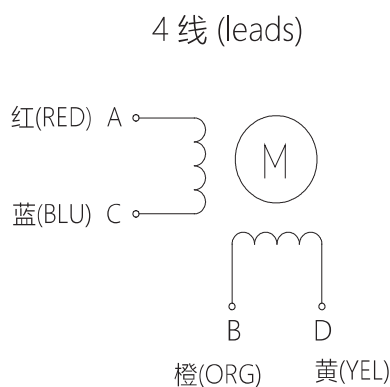 4 线 (leads)
红(RED) A
M
蓝(BLU) C
B D
橙(ORG) 黄(YEL)